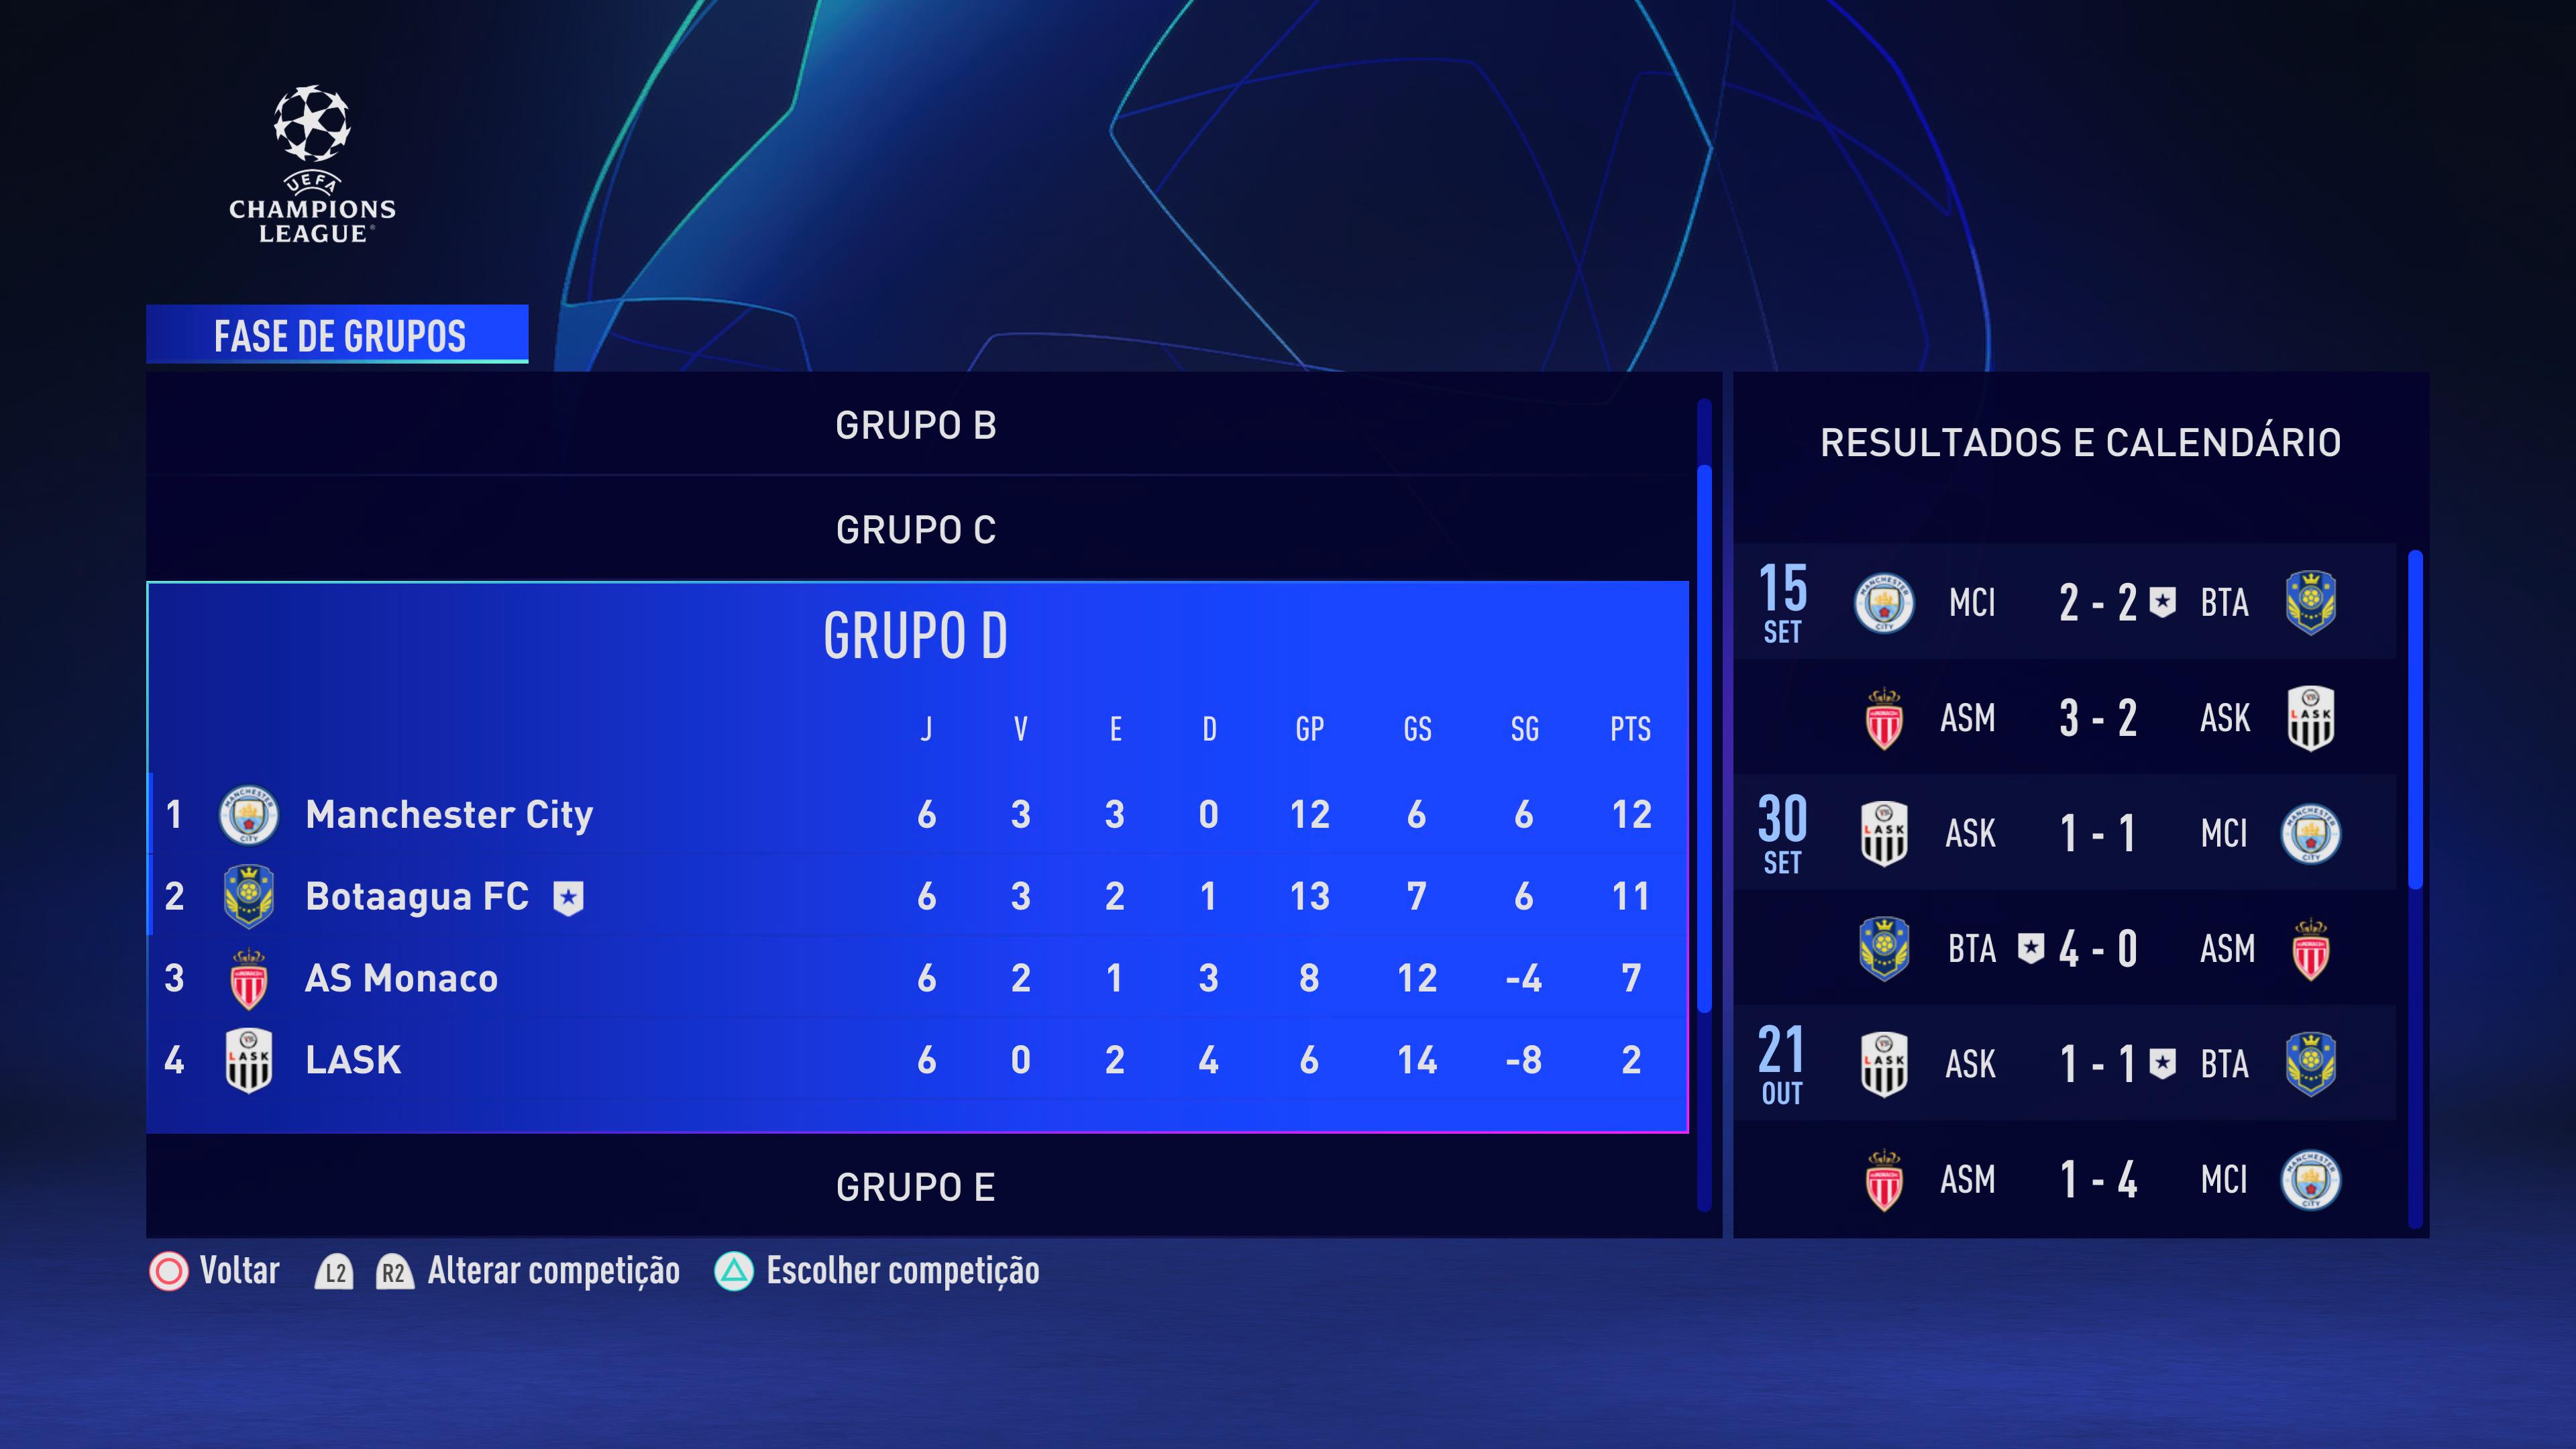 UEFA
CHAMPIONS
LEAGUE
FASE DE GRUPOS
GRUPO B
GRUPO C
GRUPO D
J V E D GP GS SG PTS
1 Manchester City 6 3 3 0 12 6 6 12
2 Botaagua FC 6 3 2 1 13 7 6 11
3 AS Monaco 6 2 1 3 8 12 -4 7
4 LASK 6 0 2 4 6 14 -8 2
GRUPO E
RESULTADOS E CALENDÁRIO
15 SET MCI 2 - 2 BTA
ASM 3 - 2 ASK
30 SET ASK 1 - 1 MCI
BTA 4 - 0 ASM
21 OUT ASK 1 - 1 BTA
ASM 1 - 4 MCI
Voltar L2 R2 Alterar competição Escolher competição